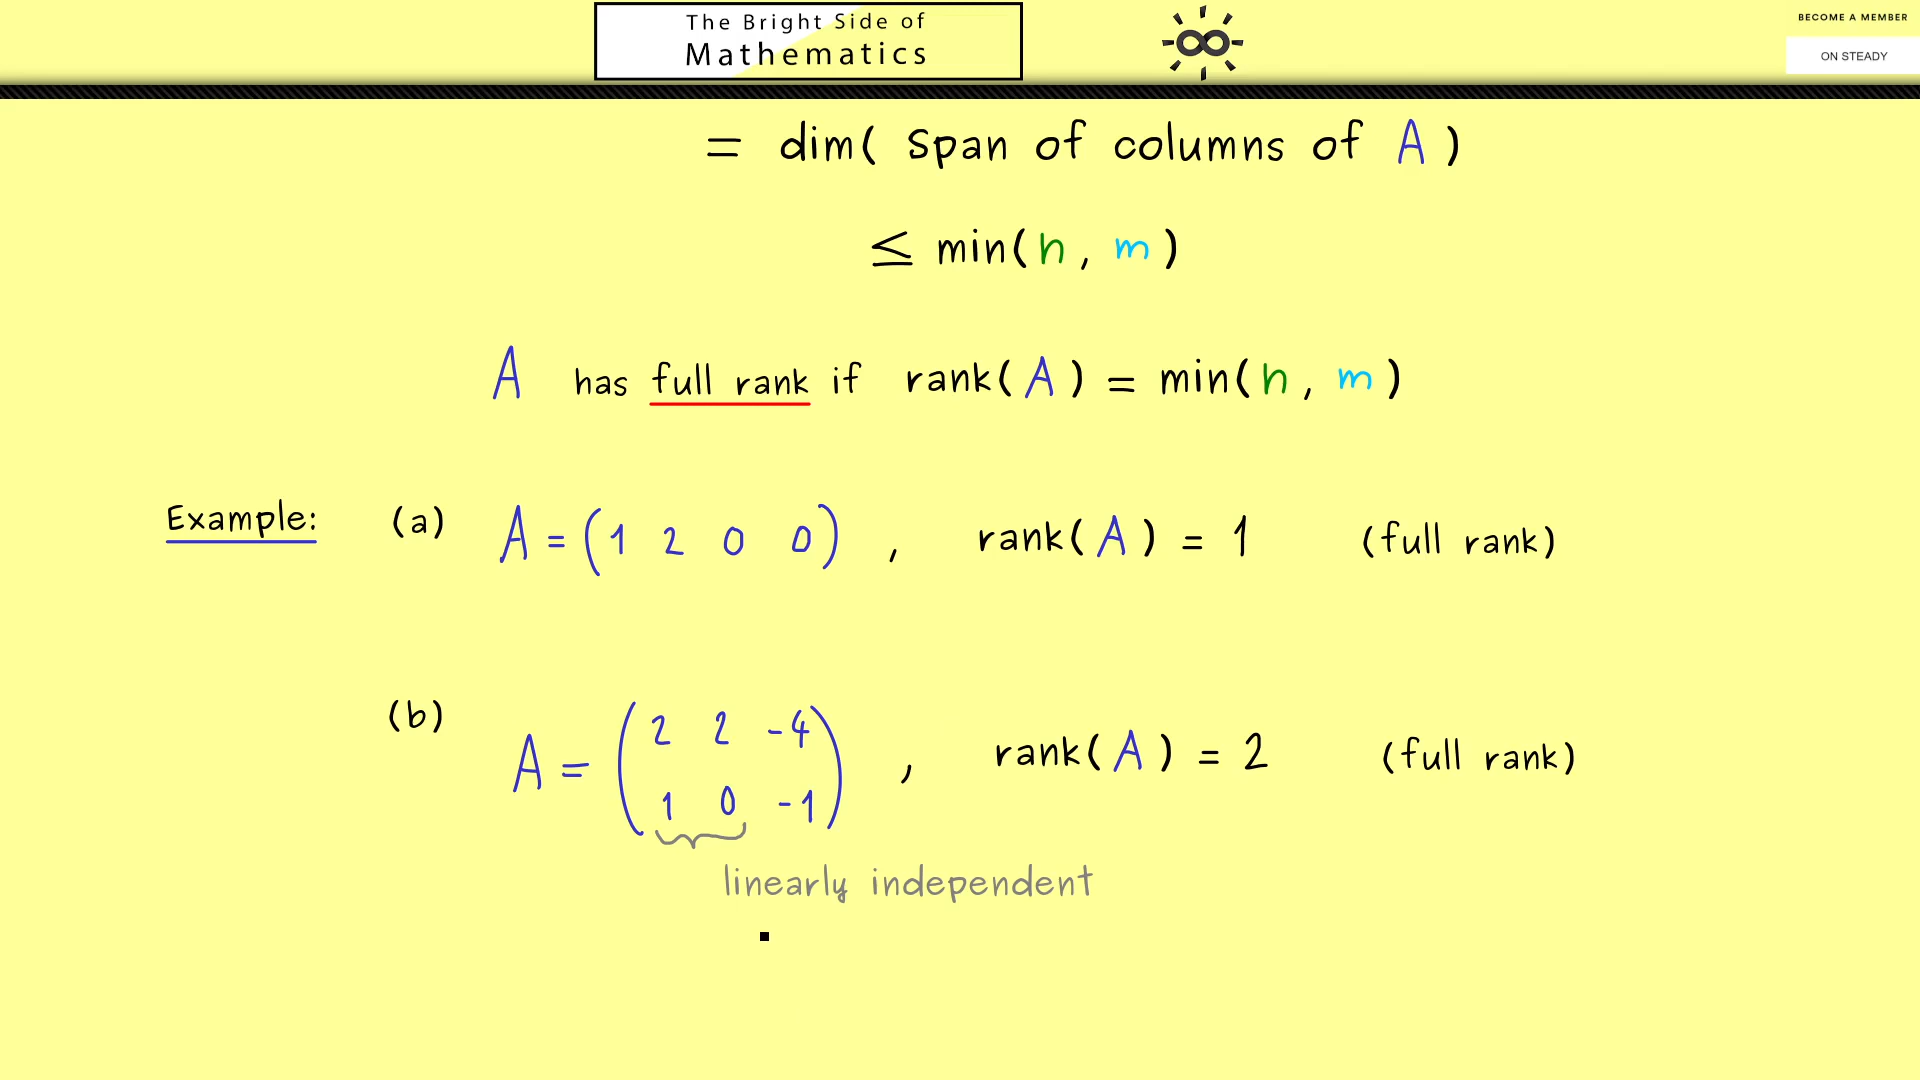 The Bright Side of
Mathematics
BECOME A MEMBER
ON STEADY
= dim( Span of columns of A )
≤ min( n , m )
A has full rank if rank( A ) = min( n , m )
Example: (a) A = ( 1 2 0 0 ) , rank( A ) = 1 (full rank)
(b) A = ( 2 2 -4
1 0 -1 ) , rank( A ) = 2 (full rank)
linearly independent